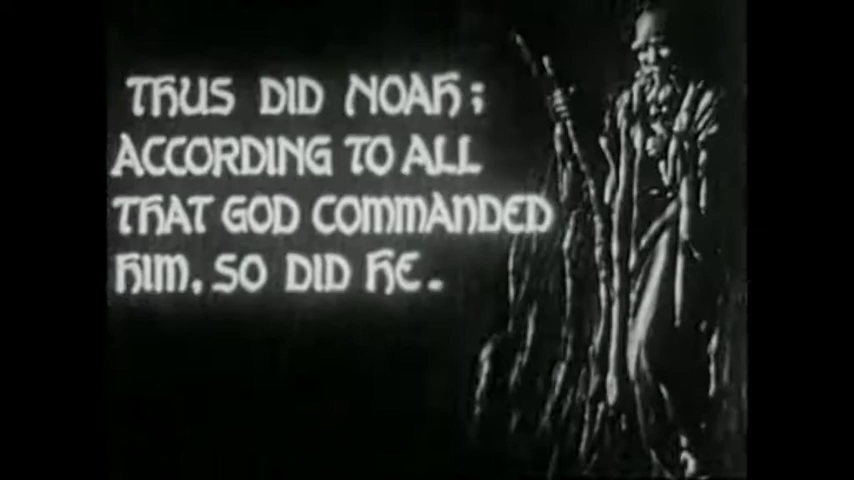 THUS DID NOAH;
ACCORDING TO ALL
THAT GOD COMMANDED
HIM, SO DID HE.